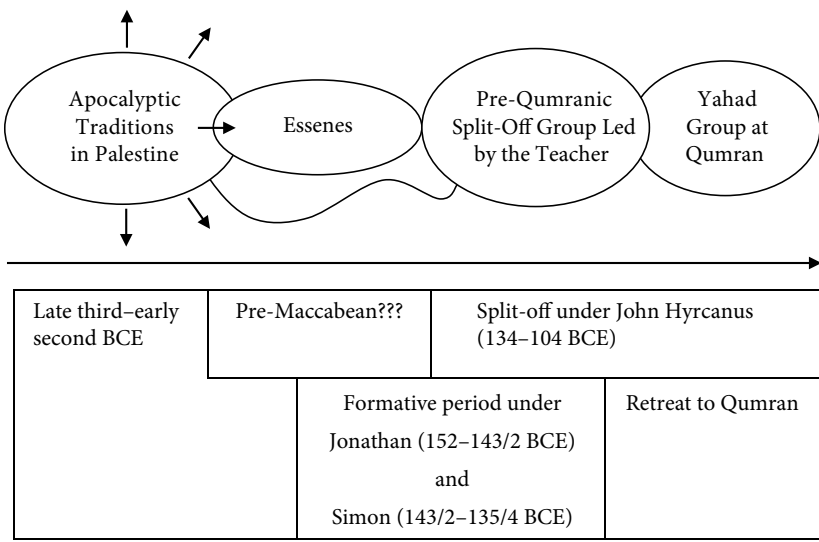 Apocalyptic
Traditions
in Palestine
Essenes
Pre-Qumranic
Split-Off Group Led
by the Teacher
Yahad
Group at
Qumran
Late third–early
second BCE
Pre-Maccabean???
Split-off under John Hyrcanus
(134–104 BCE)
Formative period under
Jonathan (152–143/2 BCE)
and
Simon (143/2–135/4 BCE)
Retreat to Qumran